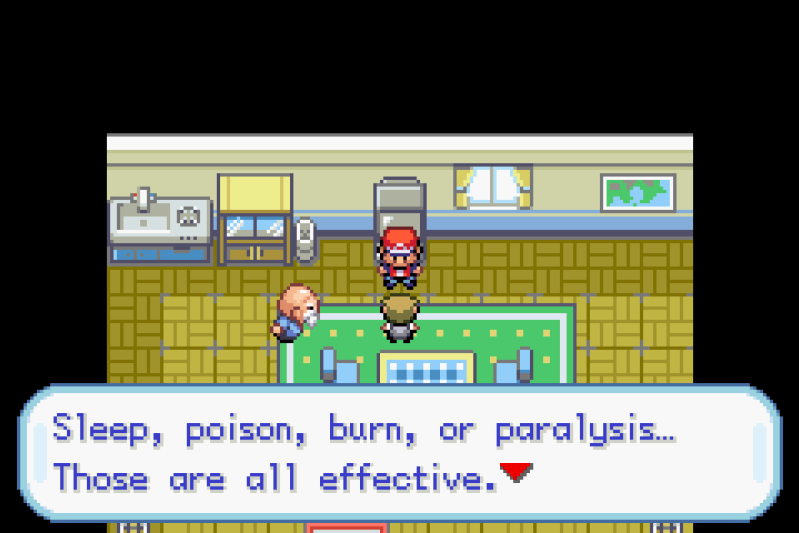 Sleep, poison, burn, or paralysis…
Those are all effective.